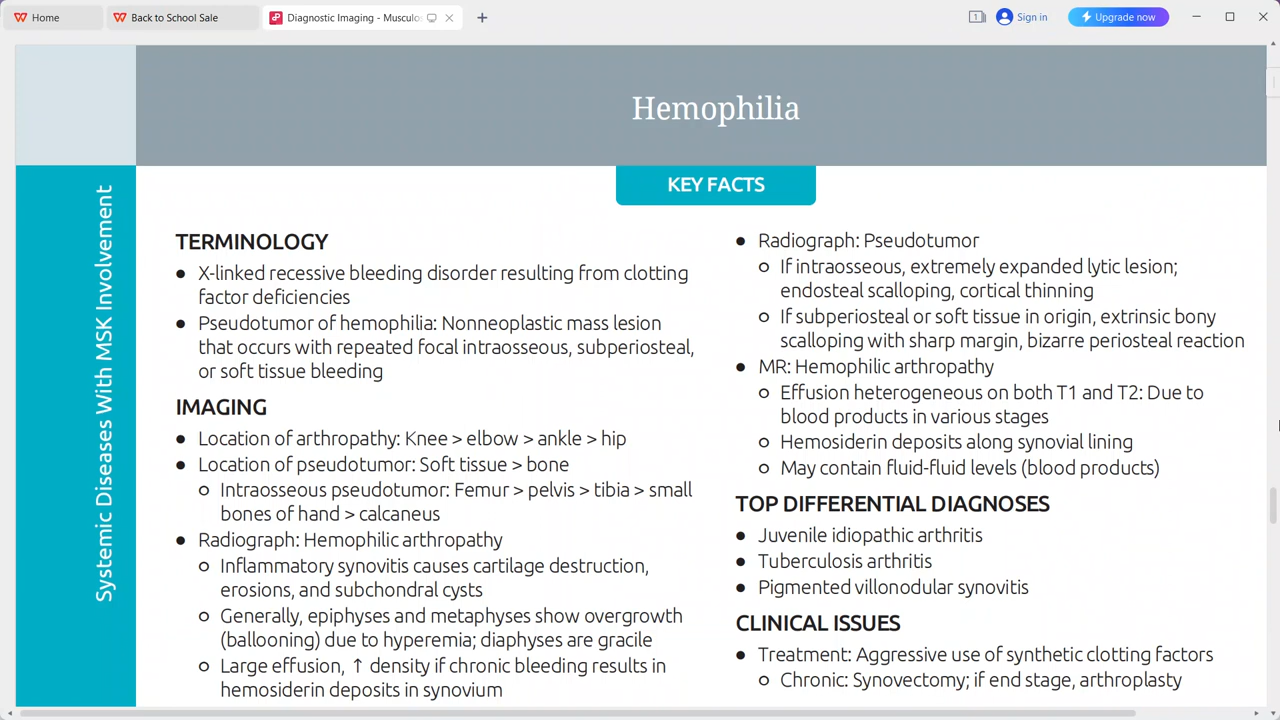 Home
Back to School Sale
Diagnostic Imaging - Musculo
1
Sign in
Upgrade now
Hemophilia
KEY FACTS
Systemic Diseases With MSK Involvement
TERMINOLOGY
● X-linked recessive bleeding disorder resulting from clotting
factor deficiencies
● Pseudotumor of hemophilia: Nonneoplastic mass lesion
that occurs with repeated focal intraosseous, subperiosteal,
or soft tissue bleeding
IMAGING
● Location of arthropathy: Knee > elbow > ankle > hip
● Location of pseudotumor: Soft tissue > bone
○ Intraosseous pseudotumor: Femur > pelvis > tibia > small
bones of hand > calcaneus
● Radiograph: Hemophilic arthropathy
○ Inflammatory synovitis causes cartilage destruction,
erosions, and subchondral cysts
○ Generally, epiphyses and metaphyses show overgrowth
(ballooning) due to hyperemia; diaphyses are gracile
○ Large effusion, ↑ density if chronic bleeding results in
hemosiderin deposits in synovium
● Radiograph: Pseudotumor
○ If intraosseous, extremely expanded lytic lesion;
endosteal scalloping, cortical thinning
○ If subperiosteal or soft tissue in origin, extrinsic bony
scalloping with sharp margin, bizarre periosteal reaction
● MR: Hemophilic arthropathy
○ Effusion heterogeneous on both T1 and T2: Due to
blood products in various stages
○ Hemosiderin deposits along synovial lining
○ May contain fluid-fluid levels (blood products)
TOP DIFFERENTIAL DIAGNOSES
● Juvenile idiopathic arthritis
● Tuberculosis arthritis
● Pigmented villonodular synovitis
CLINICAL ISSUES
● Treatment: Aggressive use of synthetic clotting factors
○ Chronic: Synovectomy; if end stage, arthroplasty